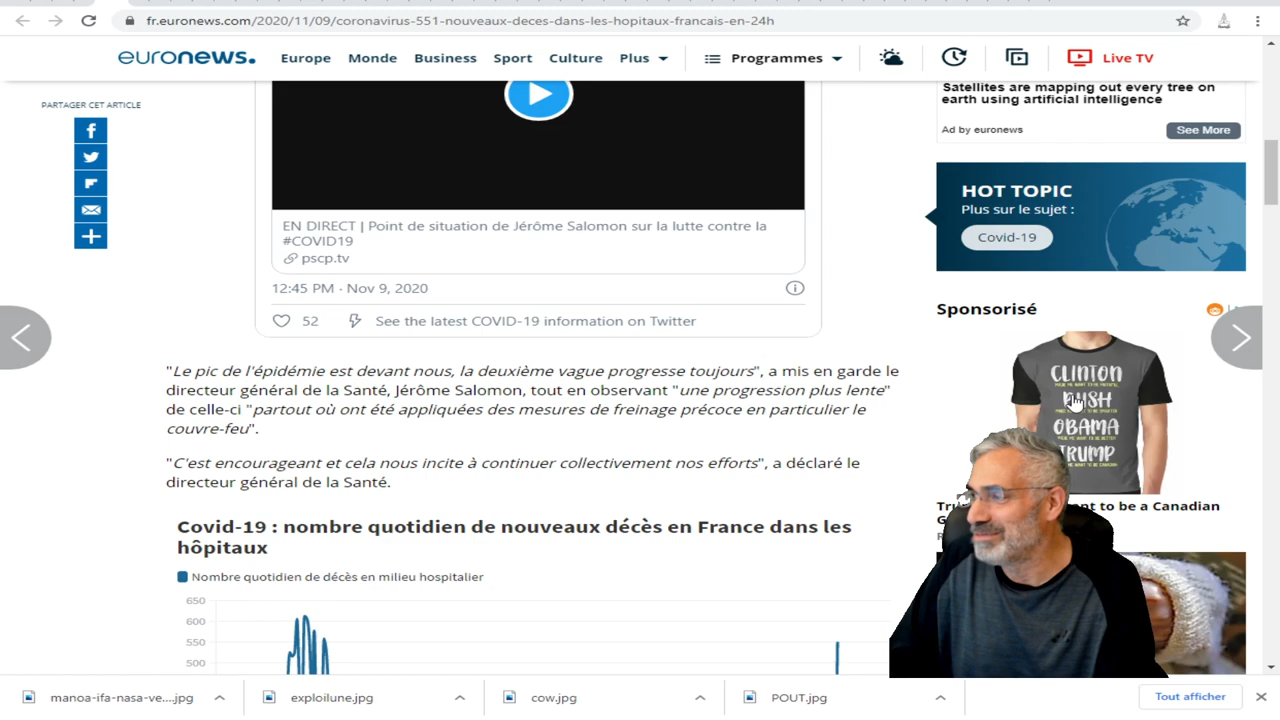 fr.euronews.com/2020/11/09/coronavirus-551-nouveaux-deces-dans-les-hopitaux-francais-en-24h
euronews.
Europe Monde Business Sport Culture Plus Programmes Live TV
PARTAGER CET ARTICLE
EN DIRECT | Point de situation de Jérôme Salomon sur la lutte contre la
#COVID19
pscp.tv
12:45 PM · Nov 9, 2020
52 See the latest COVID-19 information on Twitter
"Le pic de l'épidémie est devant nous, la deuxième vague progresse toujours", a mis en garde le
directeur général de la Santé, Jérôme Salomon, tout en observant "une progression plus lente"
de celle-ci "partout où ont été appliquées des mesures de freinage précoce en particulier le
couvre-feu".
"C'est encourageant et cela nous incite à continuer collectivement nos efforts", a déclaré le
directeur général de la Santé.
Covid-19 : nombre quotidien de nouveaux décès en France dans les
hôpitaux
Nombre quotidien de décès en milieu hospitalier
650
600
550
500
Satellites are mapping out every tree on
earth using artificial intelligence
Ad by euronews See More
HOT TOPIC
Plus sur le sujet :
Covid-19
Sponsorisé
CLINTON
OBAMA
TRUMP
to be a Canadian
manoa-ifa-nasa-ve....jpg exploilune.jpg cow.jpg POUT.jpg Tout afficher